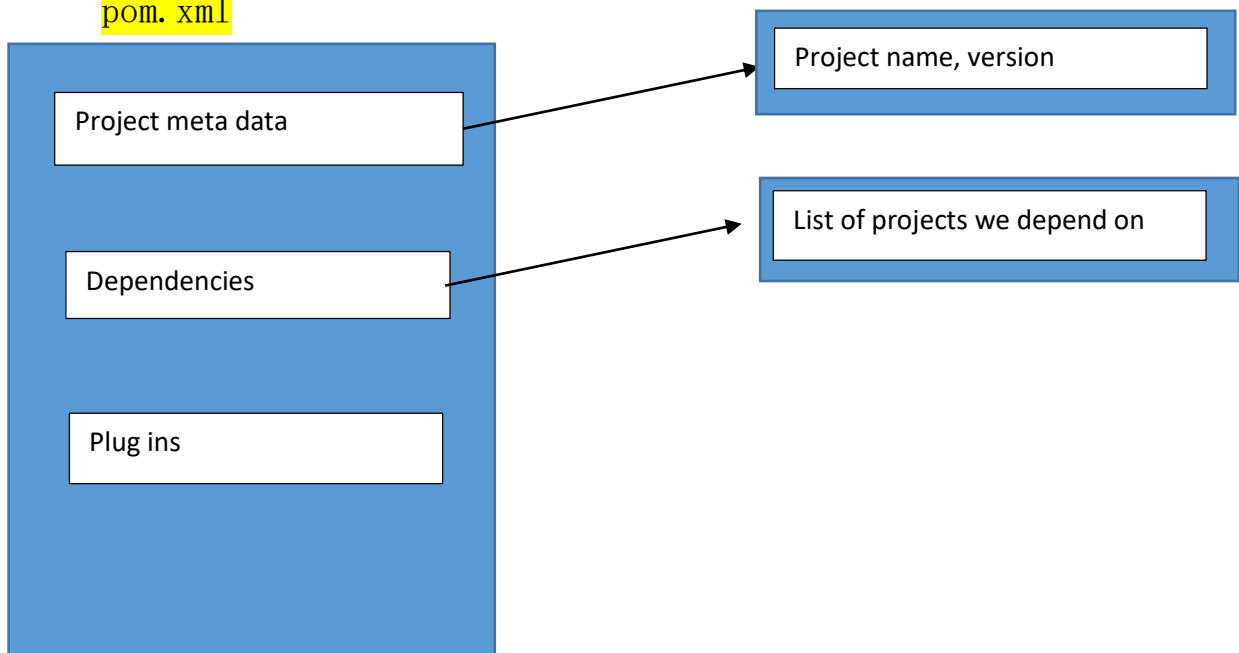 pom.xml
Project meta data
Project name, version
Dependencies
List of projects we depend on
Plug ins